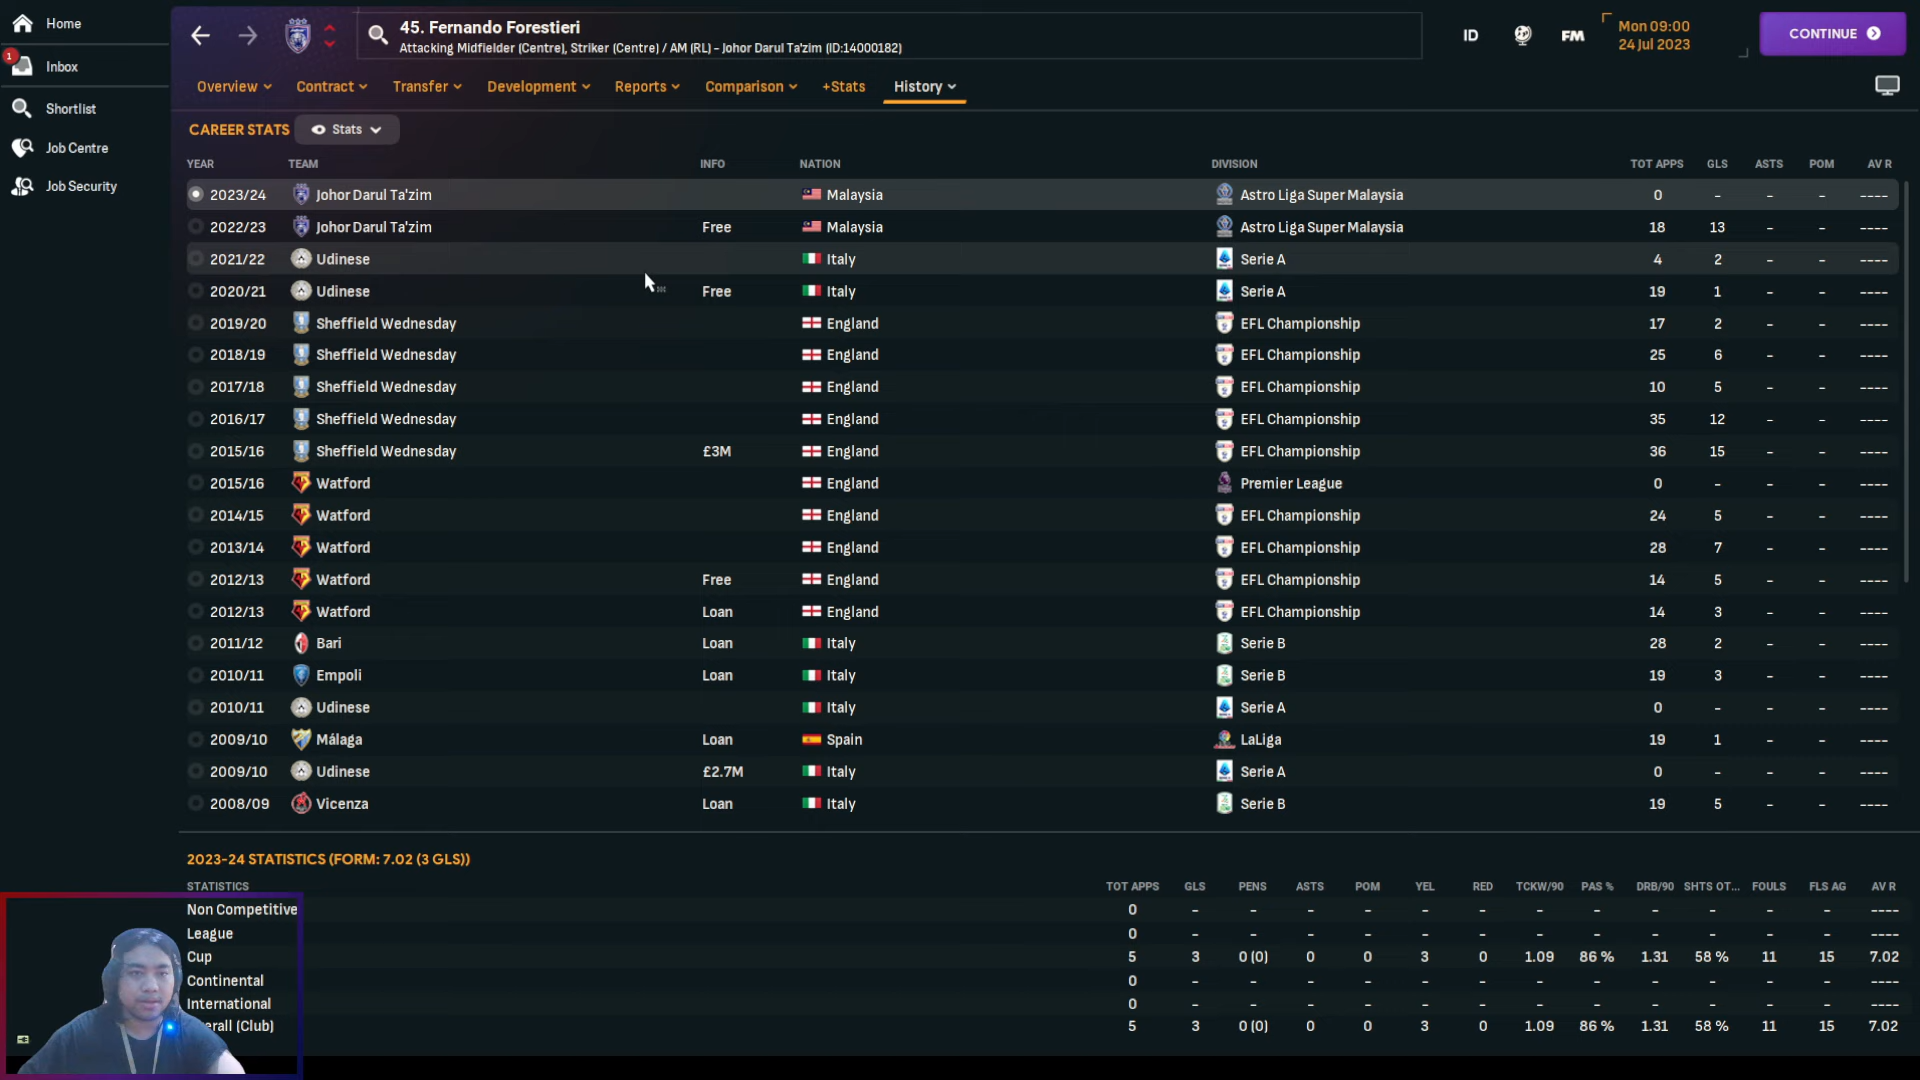 Home
1
Inbox
Shortlist
Job Centre
Job Security
45. Fernando Forestieri
Attacking Midfielder (Centre), Striker (Centre) / AM (RL) - Johor Darul Ta'zim (ID:14000182)
ID
FM
Mon 09:00
24 Jul 2023
CONTINUE
Overview
Contract
Transfer
Development
Reports
Comparison
+Stats
History
CAREER STATS
Stats
YEAR TEAM INFO NATION DIVISION TOT APPS GLS ASTS POM AV R
2023/24 Johor Darul Ta'zim Malaysia Astro Liga Super Malaysia 0 - - - ----
2022/23 Johor Darul Ta'zim Free Malaysia Astro Liga Super Malaysia 18 13 - - ----
2021/22 Udinese Italy Serie A 4 2 - - ----
2020/21 Udinese Free Italy Serie A 19 1 - - ----
2019/20 Sheffield Wednesday England EFL Championship 17 2 - - ----
2018/19 Sheffield Wednesday England EFL Championship 25 6 - - ----
2017/18 Sheffield Wednesday England EFL Championship 10 5 - - ----
2016/17 Sheffield Wednesday England EFL Championship 35 12 - - ----
2015/16 Sheffield Wednesday £3M England EFL Championship 36 15 - - ----
2015/16 Watford England Premier League 0 - - - ----
2014/15 Watford England EFL Championship 24 5 - - ----
2013/14 Watford England EFL Championship 28 7 - - ----
2012/13 Watford Free England EFL Championship 14 5 - - ----
2012/13 Watford Loan England EFL Championship 14 3 - - ----
2011/12 Bari Loan Italy Serie B 28 2 - - ----
2010/11 Empoli Loan Italy Serie B 19 3 - - ----
2010/11 Udinese Italy Serie A 0 - - - ----
2009/10 Málaga Loan Spain LaLiga 19 1 - - ----
2009/10 Udinese £2.7M Italy Serie A 0 - - - ----
2008/09 Vicenza Loan Italy Serie B 19 5 - - ----
2023-24 STATISTICS (FORM: 7.02 (3 GLS))
STATISTICS TOT APPS GLS PENS ASTS POM YEL RED TCKW/90 PAS % DRB/90 SHTS OT... FOULS FLS AG AV R
Non Competitive 0 - - - - - - - - - - - - ----
League 0 - - - - - - - - - - - - ----
Cup 5 3 0 (0) 0 0 3 0 1.09 86 % 1.31 58 % 11 15 7.02
Continental 0 - - - - - - - - - - - - ----
International 0 - - - - - - - - - - - - ----
erall (Club) 5 3 0 (0) 0 0 3 0 1.09 86 % 1.31 58 % 11 15 7.02